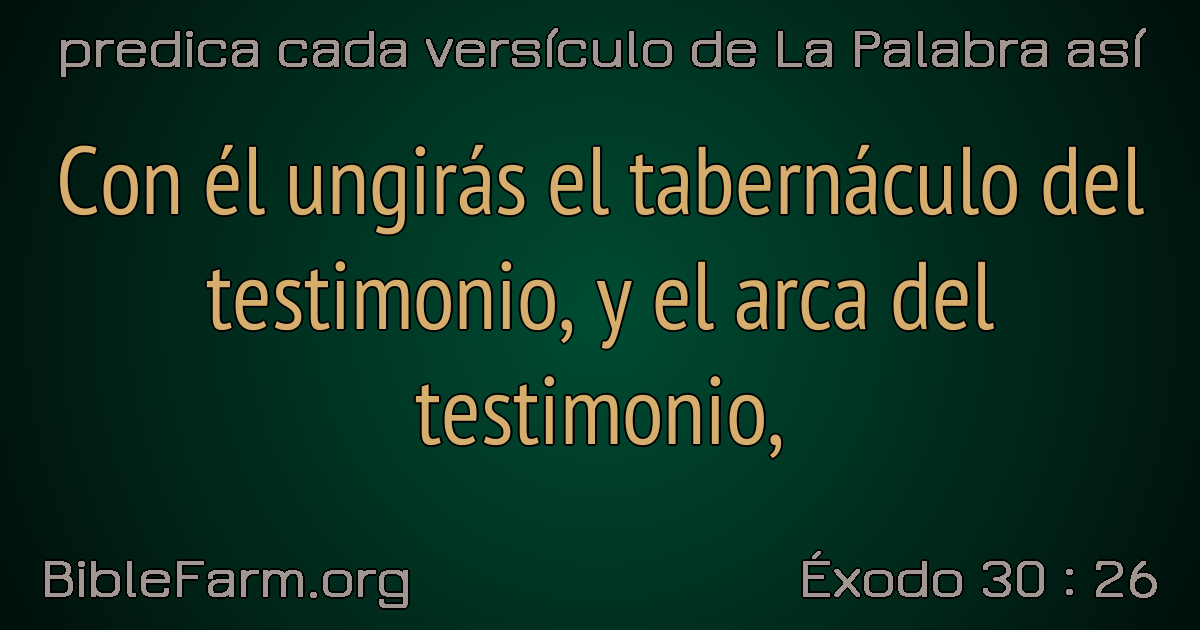 predica cada versículo de La Palabra así
Con él ungirás el tabernáculo del
testimonio, y el arca del
testimonio,
BibleFarm.org
Éxodo 30 : 26